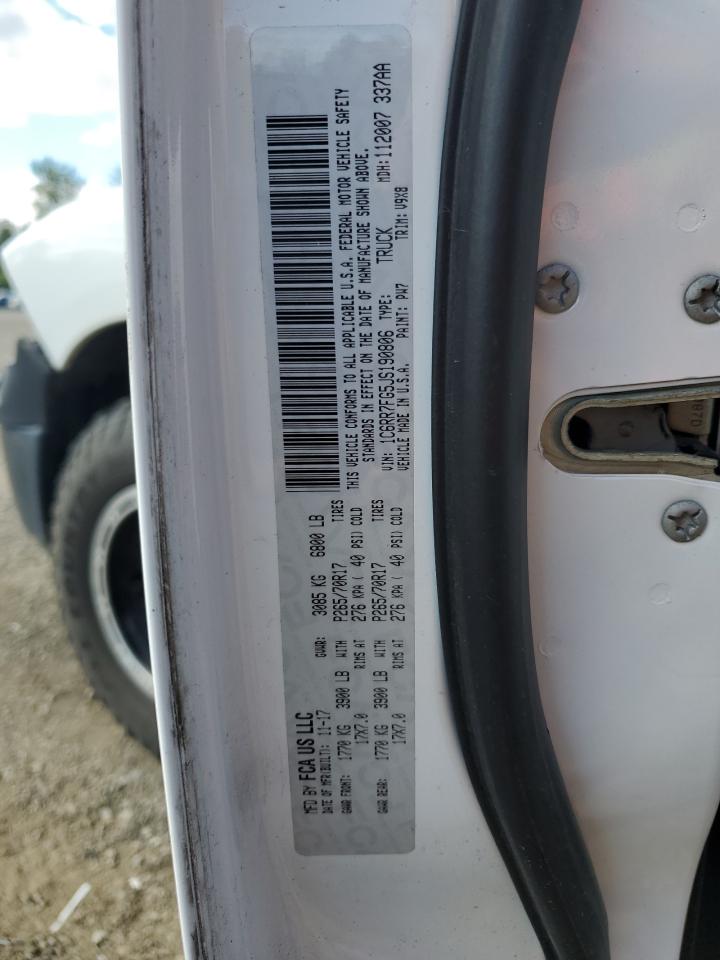 MFD BY FCA US LLC
DATE OF MFR(BUILT): 11-17 GVWR: 3085 KG 6800 LB
GAWR FRONT: 1770 KG 3900 LB WITH P265/70R17 TIRES
17X7.0 RIMS AT 276 KPA ( 40 PSI) COLD
GAWR REAR: 1770 KG 3900 LB WITH P265/70R17 TIRES
17X7.0 RIMS AT 276 KPA ( 40 PSI) COLD
THIS VEHICLE CONFORMS TO ALL APPLICABLE U.S.A. FEDERAL MOTOR VEHICLE SAFETY
STANDARDS IN EFFECT ON THE DATE OF MANUFACTURE SHOWN ABOVE.
VIN: 1C6RR7FG5JS190806 TYPE: TRUCK MDH: 112007 337AA
VEHICLE MADE IN U.S.A. PAINT: PW7 TRIM: V9X8